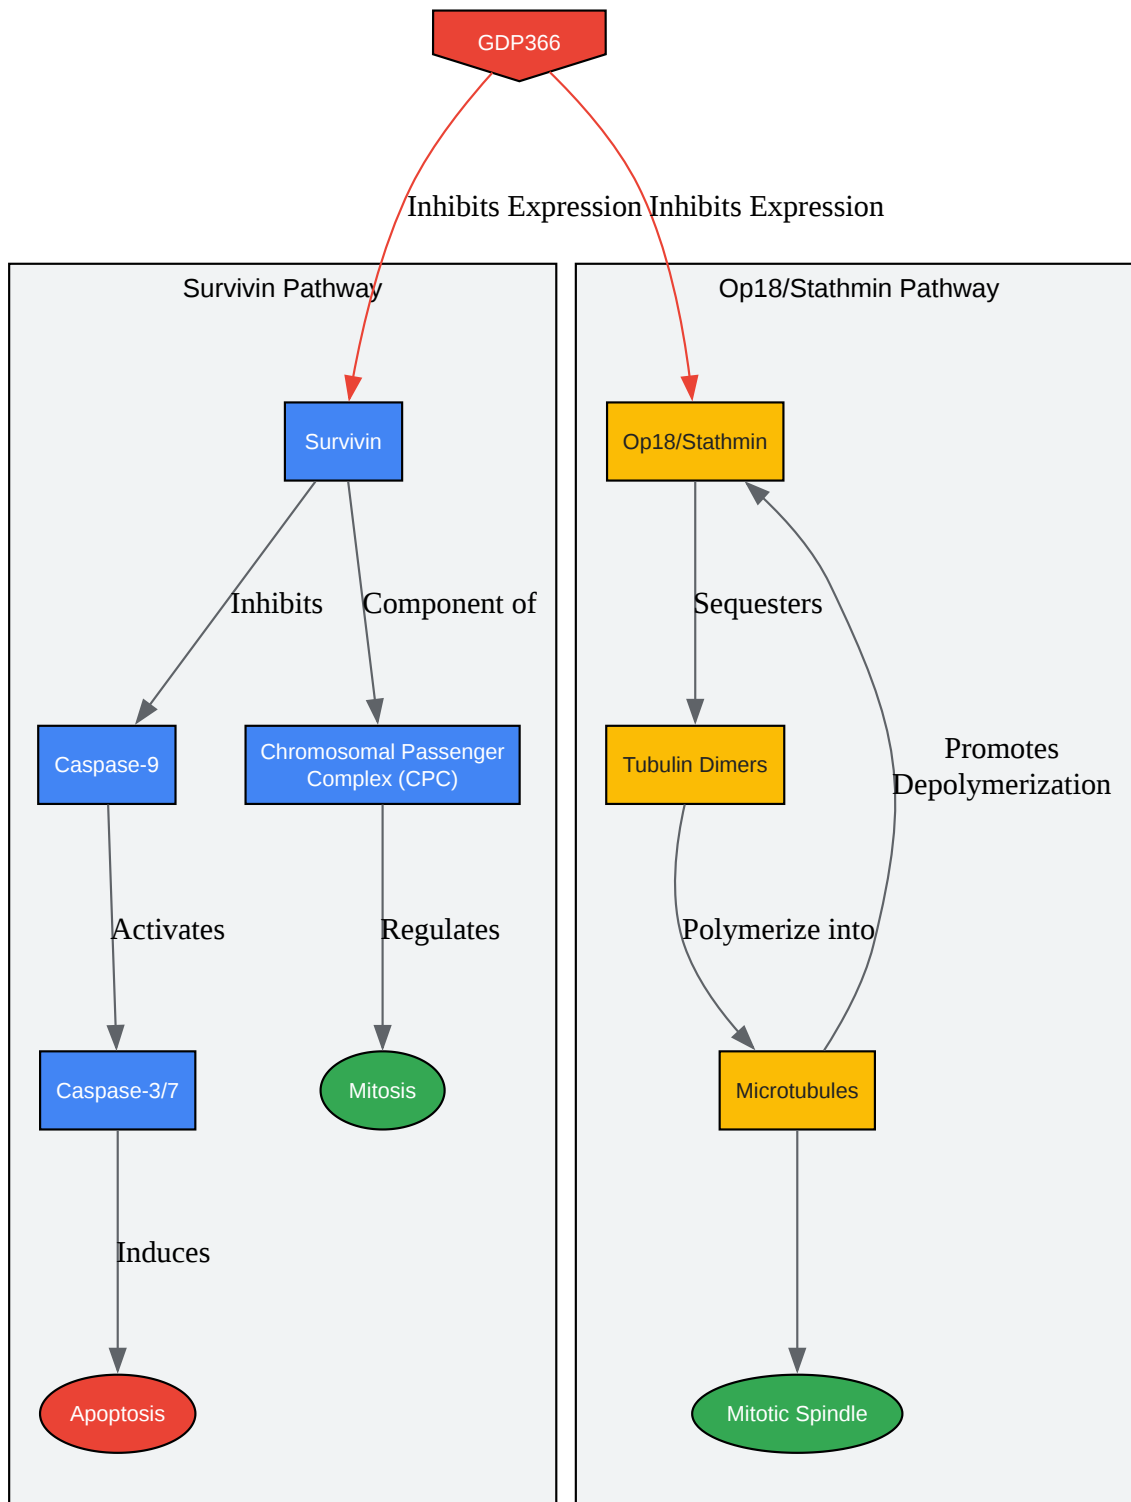 GDP366
Inhibits Expression
Inhibits Expression
Survivin Pathway
Op18/Stathmin Pathway
Survivin
Op18/Stathmin
Inhibits
Component of
Sequesters
Caspase-9
Chromosomal Passenger
Complex (CPC)
Tubulin Dimers
Promotes
Depolymerization
Activates
Regulates
Polymerize into
Caspase-3/7
Mitosis
Microtubules
Induces
Apoptosis
Mitotic Spindle